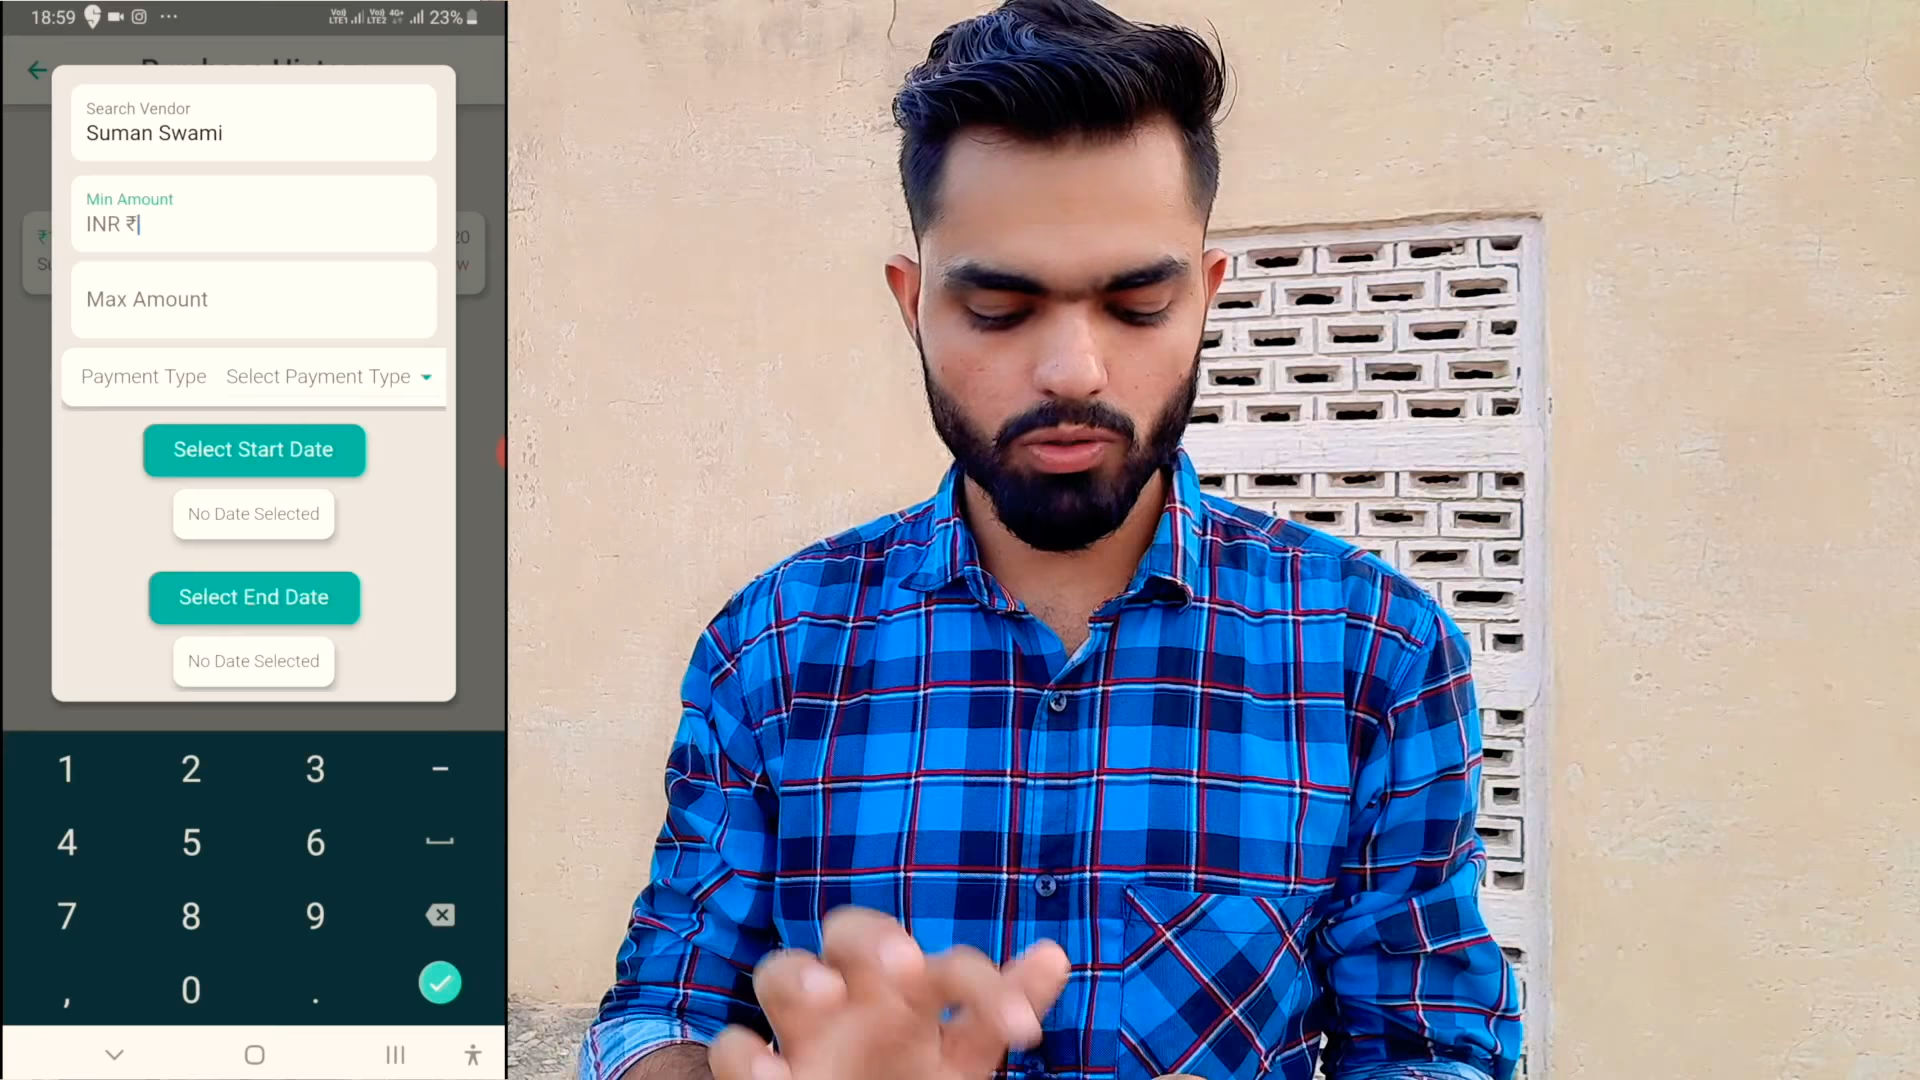 18:59
23%
Search Vendor
Suman Swami
Min Amount
INR ₹
Max Amount
Payment Type Select Payment Type
Select Start Date
No Date Selected
Select End Date
No Date Selected
1 2 3 -
4 5 6
7 8 9
, 0 .